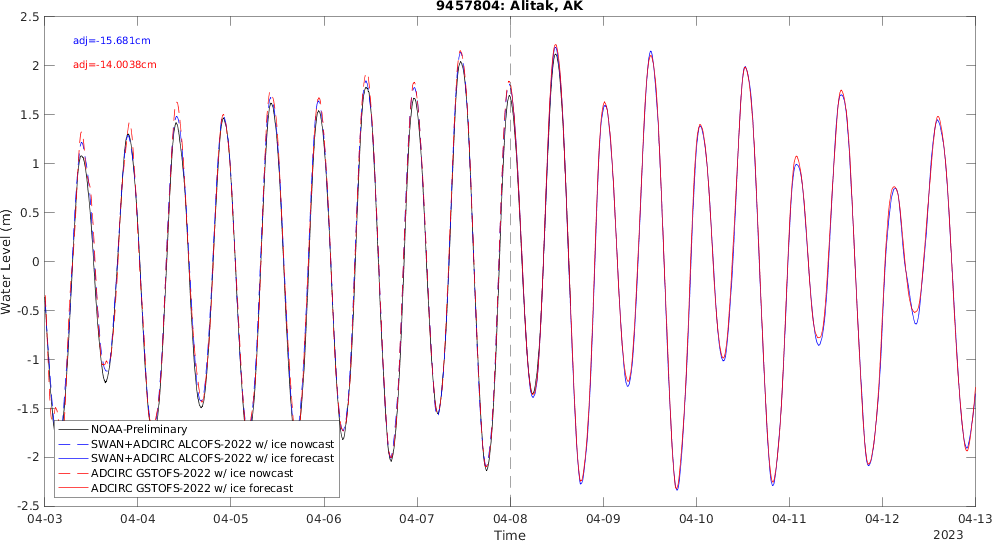 9457804: Alitak, AK
adj=-15.681cm
adj=-14.0038cm
2.5
2
1.5
1
0.5
0
-0.5
-1
-1.5
-2
-2.5
Water Level (m)
NOAA-Preliminary
SWAN+ADCIRC ALCOFS-2022 w/ ice nowcast
SWAN+ADCIRC ALCOFS-2022 w/ ice forecast
ADCIRC GSTOFS-2022 w/ ice nowcast
ADCIRC GSTOFS-2022 w/ ice forecast
04-03 04-04 04-05 04-06 04-07 04-08 04-09 04-10 04-11 04-12 04-13
Time
2023